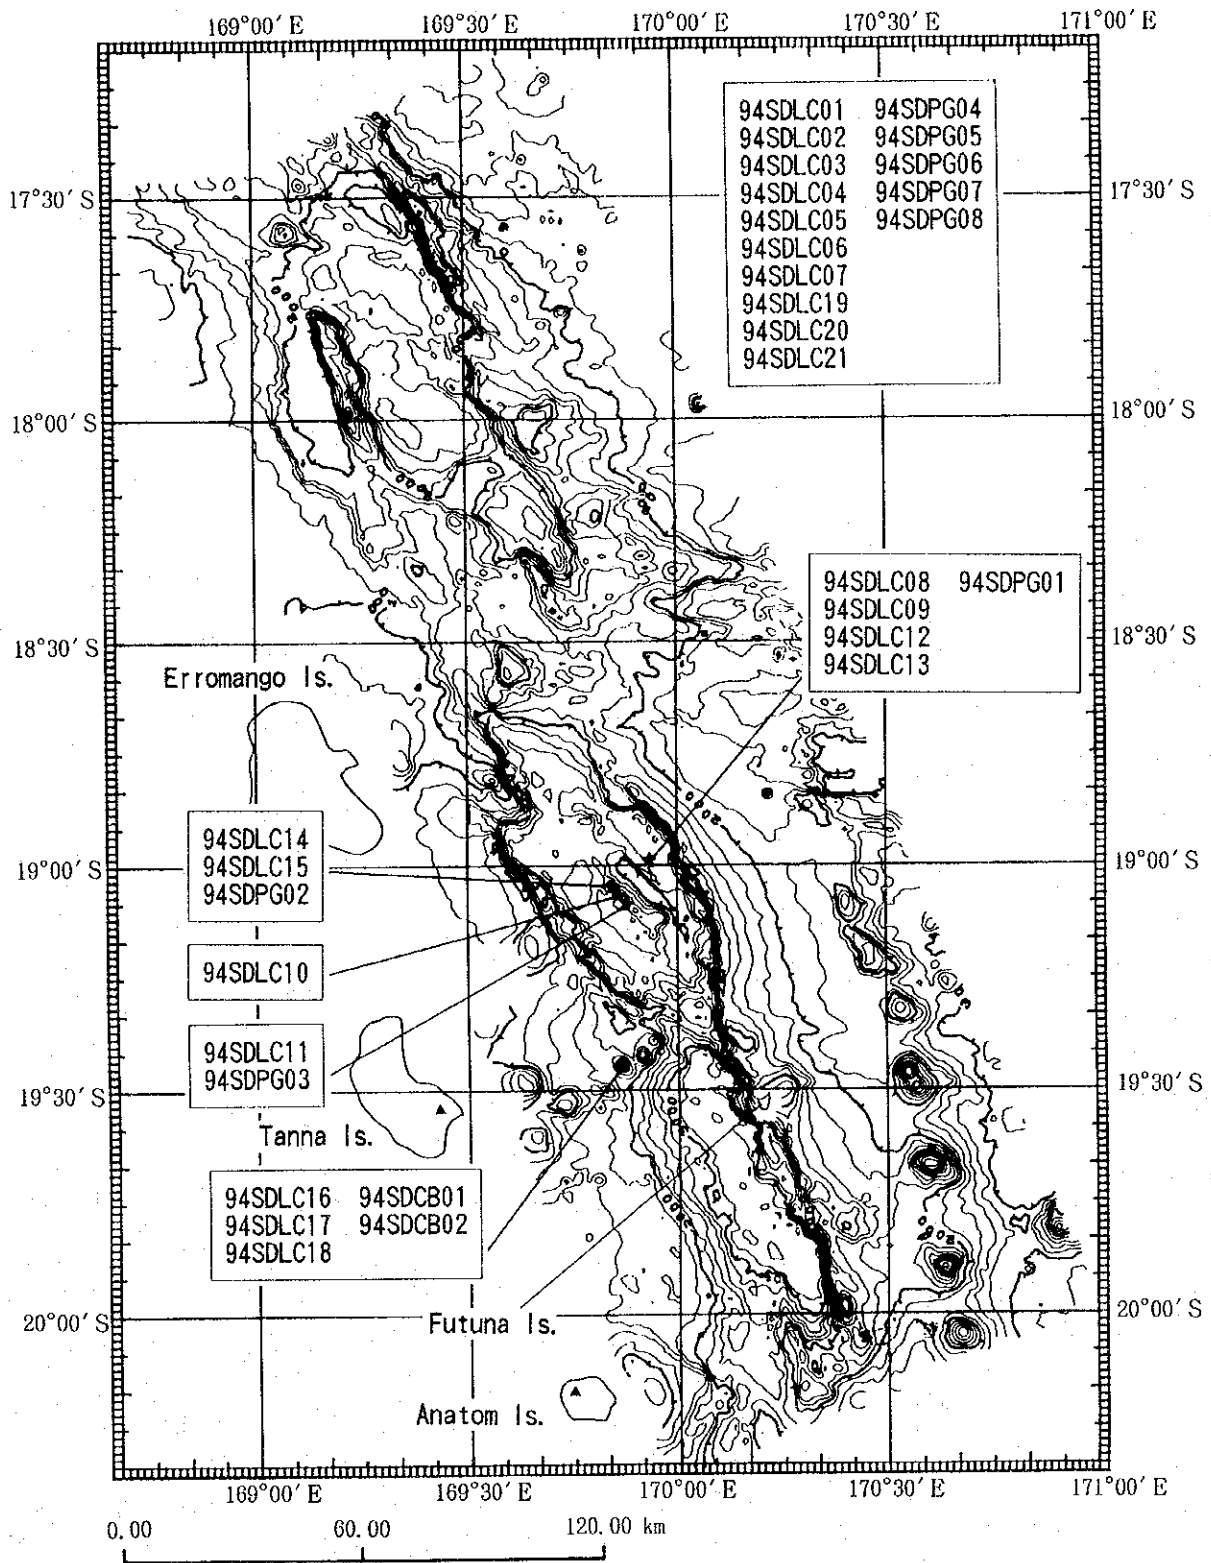 169°00′ E 169°30′ E 170°00′ E 170°30′ E 171°00′ E
94SDLC01 94SDPG04
94SDLC02 94SDPG05
94SDLC03 94SDPG06
94SDLC04 94SDPG07
94SDLC05 94SDPG08
94SDLC06
94SDLC07
94SDLC19
94SDLC20
94SDLC21
17°30′ S 17°30′ S
18°00′ S 18°00′ S
94SDLC08 94SDPG01
94SDLC09
94SDLC12
94SDLC13
18°30′ S 18°30′ S
Erromango Is.
94SDLC14
94SDLC15
94SDPG02
19°00′ S 19°00′ S
94SDLC10
94SDLC11
94SDPG03
19°30′ S 19°30′ S
Tanna Is.
94SDLC16 94SDCB01
94SDLC17 94SDCB02
94SDLC18
20°00′ S 20°00′ S
Futuna Is.
Anatom Is.
169°00′ E 169°30′ E 170°00′ E 170°30′ E 171°00′ E
0.00 60.00 120.00 km